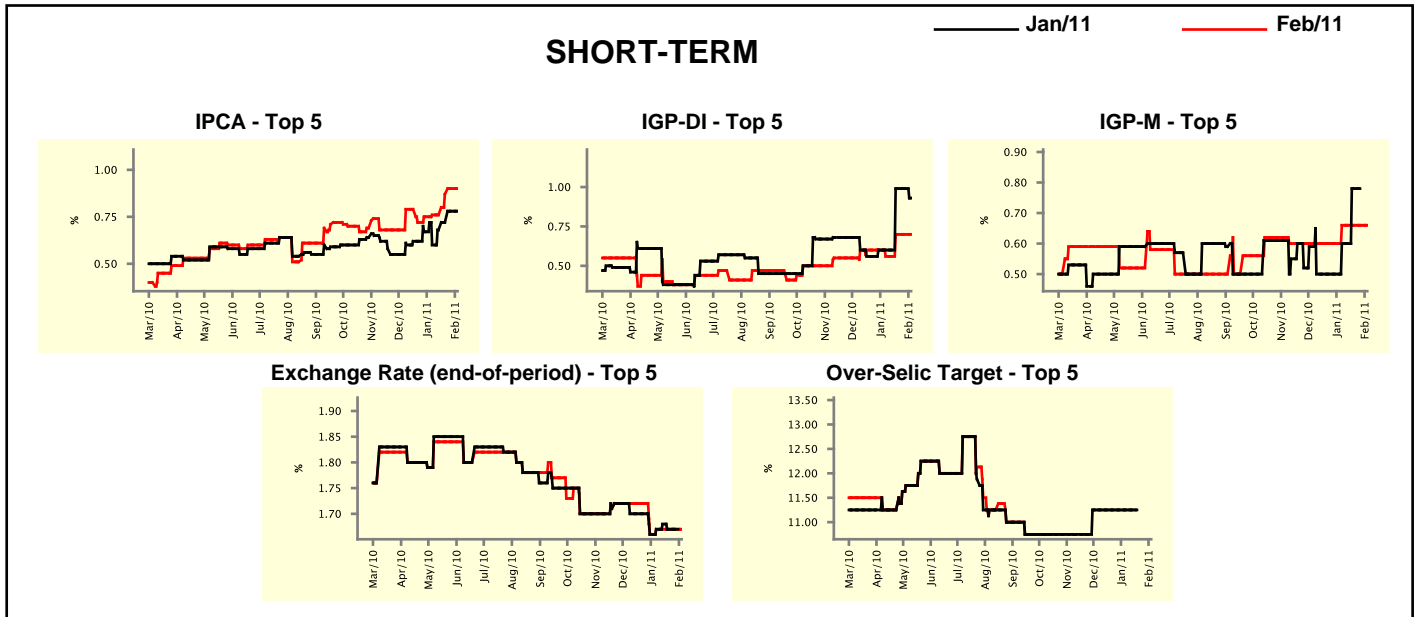 Jan/11 Feb/11
SHORT-TERM
IPCA - Top 5
1.00
0.75
0.50
%
Mar/10 Apr/10 May/10 Jun/10 Jul/10 Aug/10 Sep/10 Oct/10 Nov/10 Dec/10 Jan/11 Feb/11
IGP-DI - Top 5
1.00
0.75
0.50
%
Mar/10 Apr/10 May/10 Jun/10 Jul/10 Aug/10 Sep/10 Oct/10 Nov/10 Dec/10 Jan/11 Feb/11
IGP-M - Top 5
0.90
0.80
0.70
0.60
0.50
%
Mar/10 Apr/10 May/10 Jun/10 Jul/10 Aug/10 Sep/10 Oct/10 Nov/10 Dec/10 Jan/11 Feb/11
Exchange Rate (end-of-period) - Top 5
1.90
1.85
1.80
1.75
1.70
%
Mar/10 Apr/10 May/10 Jun/10 Jul/10 Aug/10 Sep/10 Oct/10 Nov/10 Dec/10 Jan/11 Feb/11
Over-Selic Target - Top 5
13.50
13.00
12.50
12.00
11.50
11.00
%
Mar/10 Apr/10 May/10 Jun/10 Jul/10 Aug/10 Sep/10 Oct/10 Nov/10 Dec/10 Jan/11 Feb/11